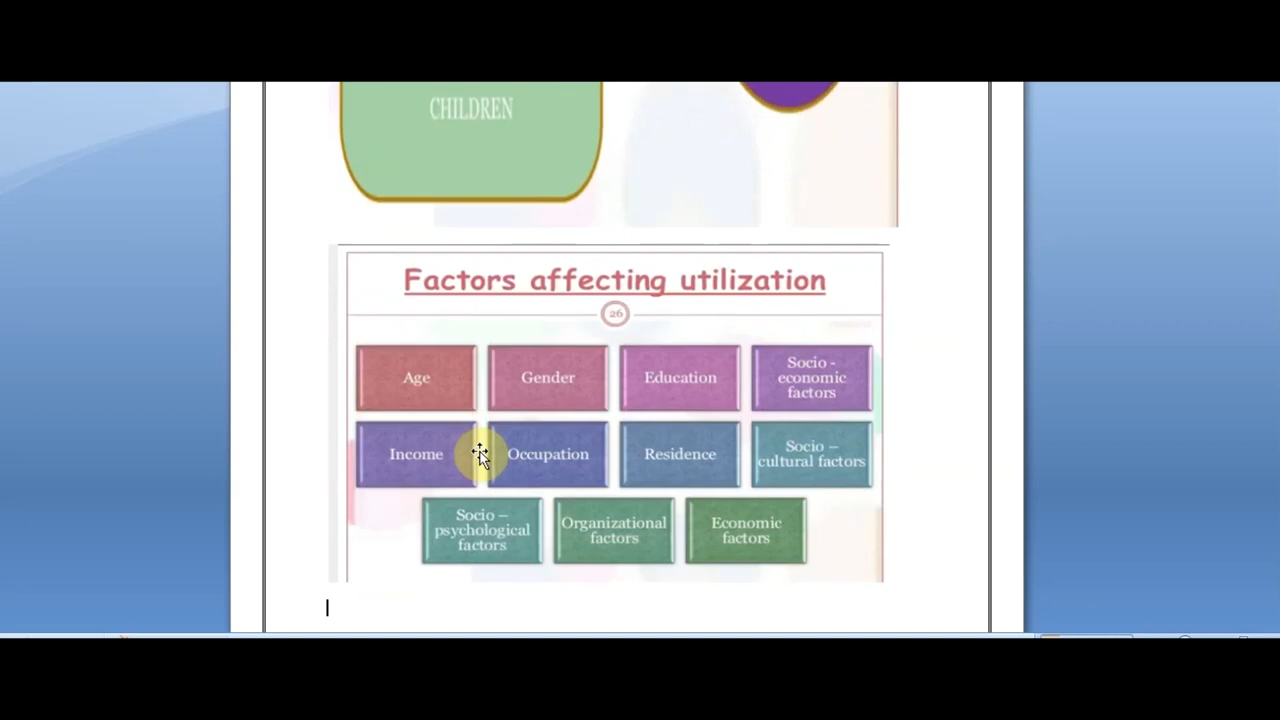 CHILDREN
Factors affecting utilization
26
Age
Gender
Education
Socio -
economic
factors
Income
Occupation
Residence
Socio –
cultural factors
Socio –
psychological
factors
Organizational
factors
Economic
factors